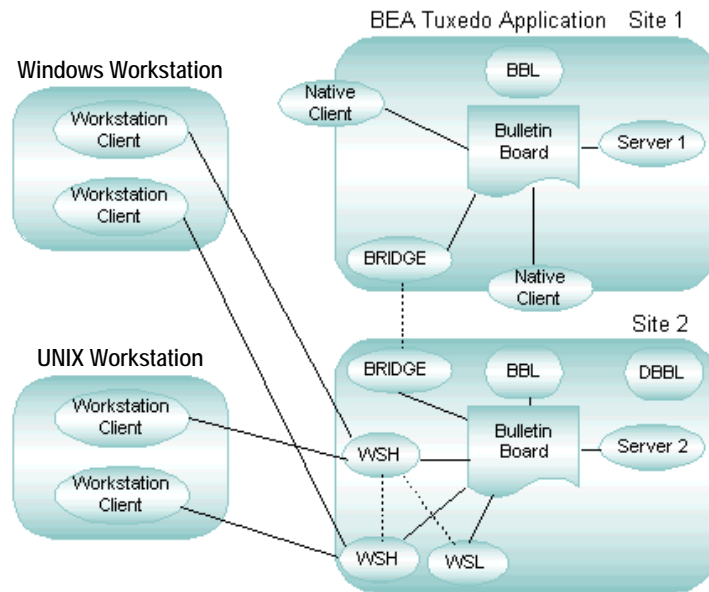 BEA Tuxedo Application Site 1
Windows Workstation
BBL
Native
Client
Workstation
Client
Bulletin
Board
Server 1
Workstation
Client
BRIDGE
Native
Client
Site 2
UNIX Workstation
BRIDGE
BBL
DBBL
Workstation
Client
Bulletin
Board
Server 2
WSH
Workstation
Client
WSH
WSL